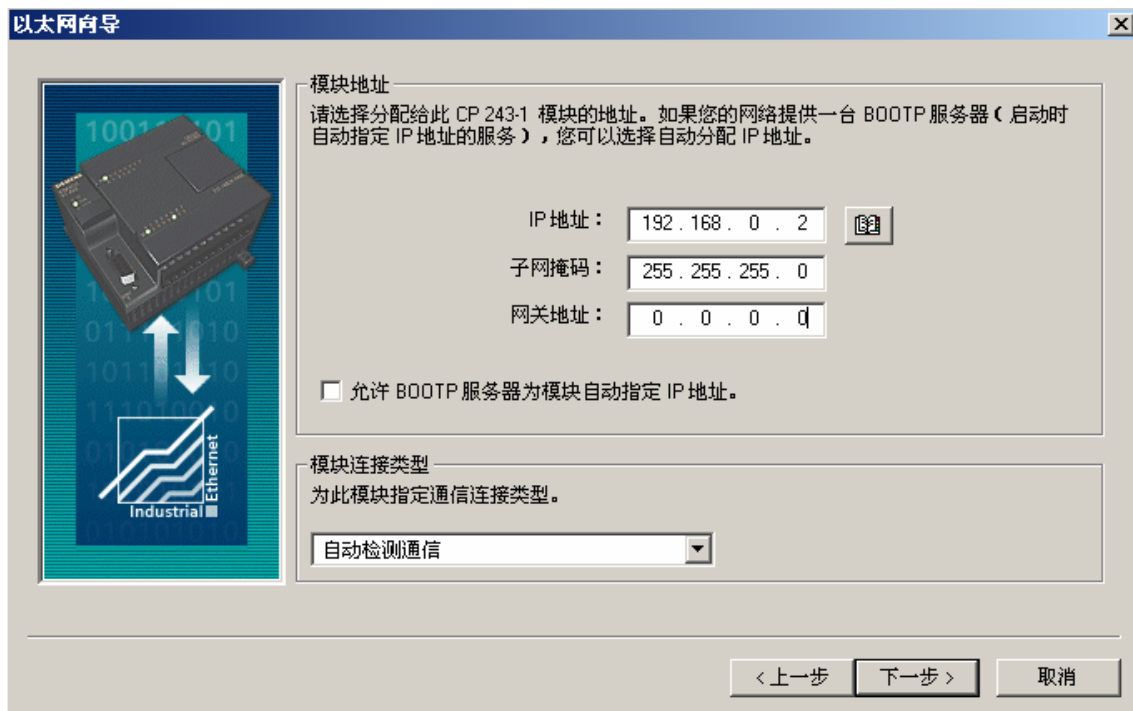 以太网向导
模块地址
请选择分配给此 CP 243-1 模块的地址。如果您的网络提供一台 BOOTP 服务器（启动时
自动指定 IP 地址的服务），您可以选择自动分配 IP 地址。
IP 地址：
192 . 168 . 0 . 2
子网掩码：
255 . 255 . 255 . 0
网关地址：
0 . 0 . 0 . 0
允许 BOOTP 服务器为模块自动指定 IP 地址。
模块连接类型
为此模块指定通信连接类型。
自动检测通信
Industrial
Ethernet
<上一步
下一步>
取消